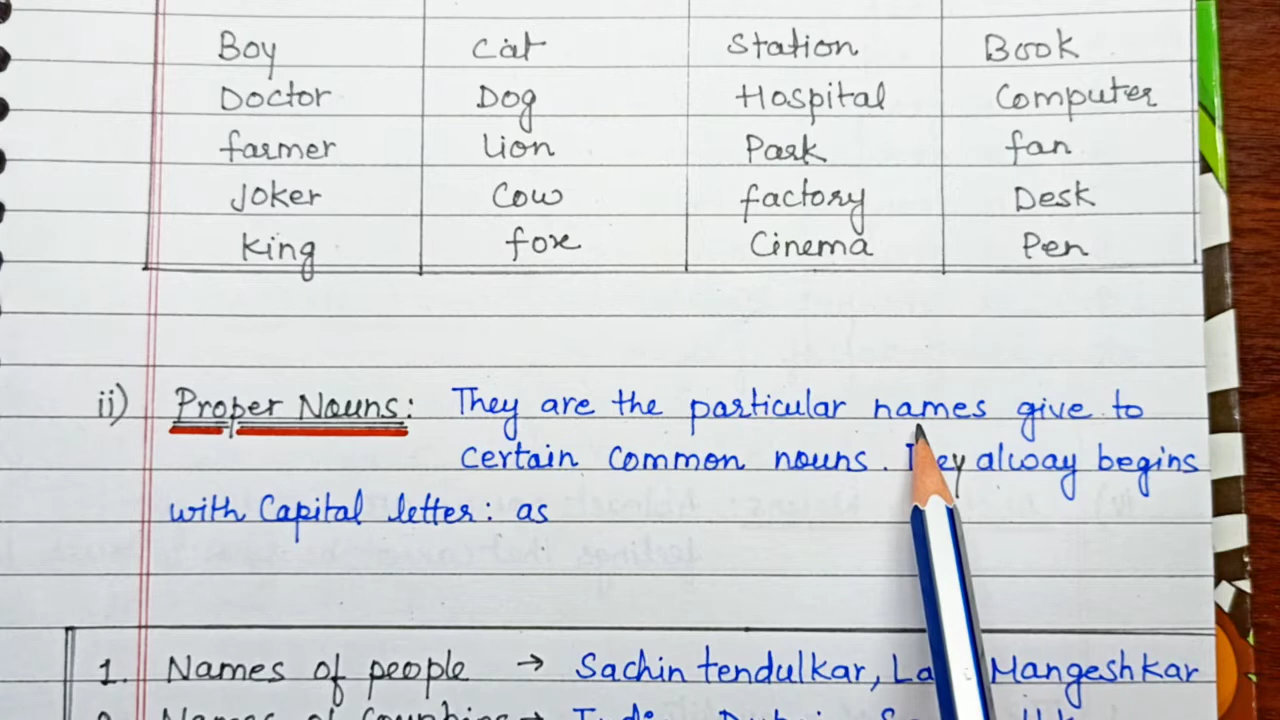 Boy Cat Station Book
Doctor Dog Hospital Computer
farmer Lion Park fan
Joker Cow factory Desk
King fox Cinema Pen
ii) Proper Nouns: They are the particular names give to
certain Common nouns. alway begins
with Capital letter: as
1. Names of people → Sachin tendulkar, Mangeshkar
Names of